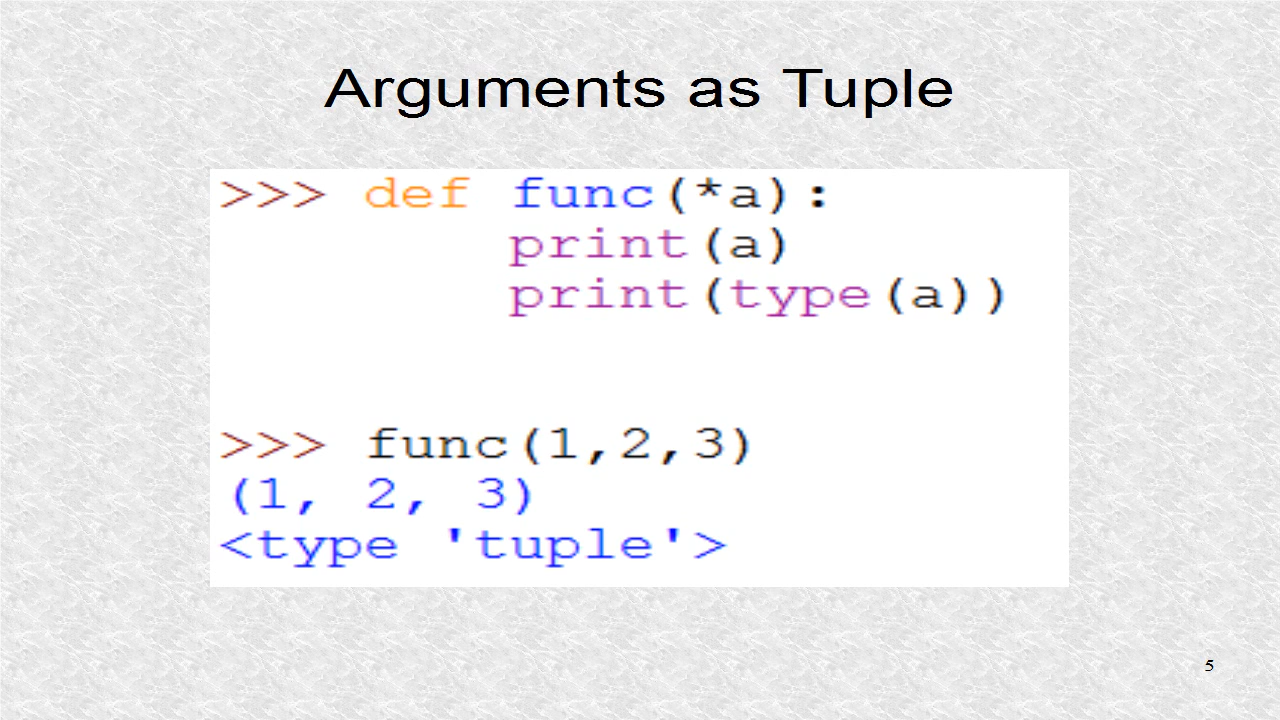 Arguments as Tuple
>>> def func(*a):
        print(a)
        print(type(a))
>>> func(1,2,3)
(1, 2, 3)
<type 'tuple'>
5